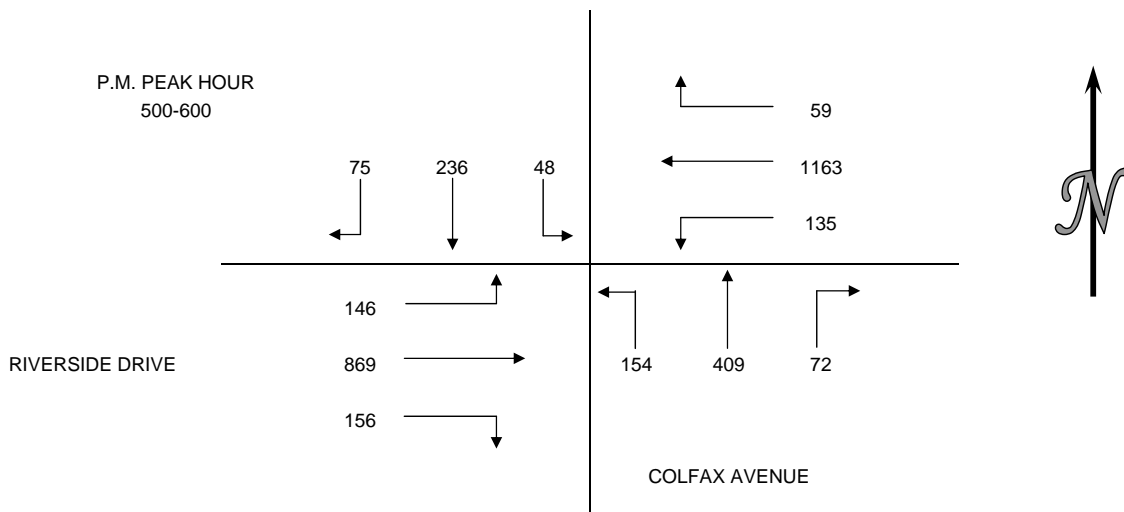 P.M. PEAK HOUR
500-600
59
75 236 48 1163
135
N
146
RIVERSIDE DRIVE 869 154 409 72
156
COLFAX AVENUE